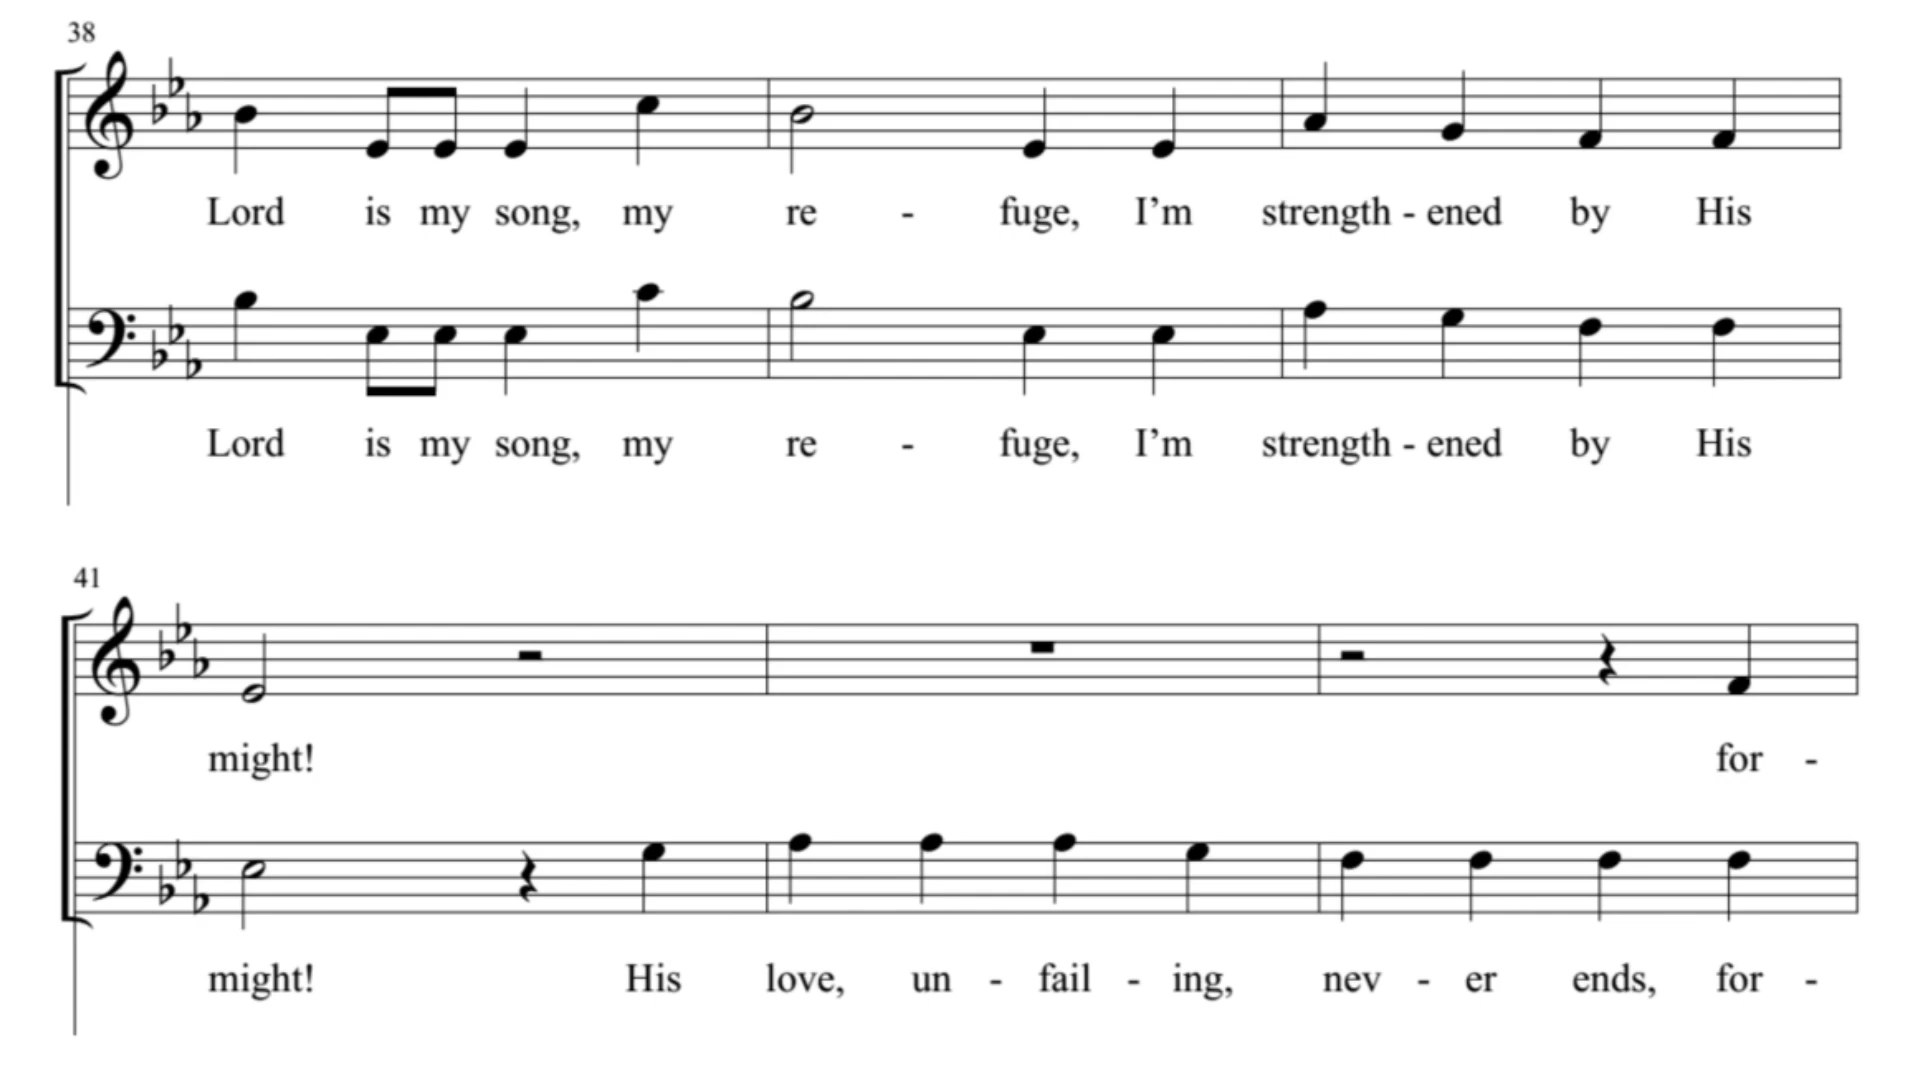 38
Lord is my song, my re - fuge, I'm strength - ened by His
Lord is my song, my re - fuge, I'm strength - ened by His
41
might! for -
might! His love, un - fail - ing, nev - er ends, for -